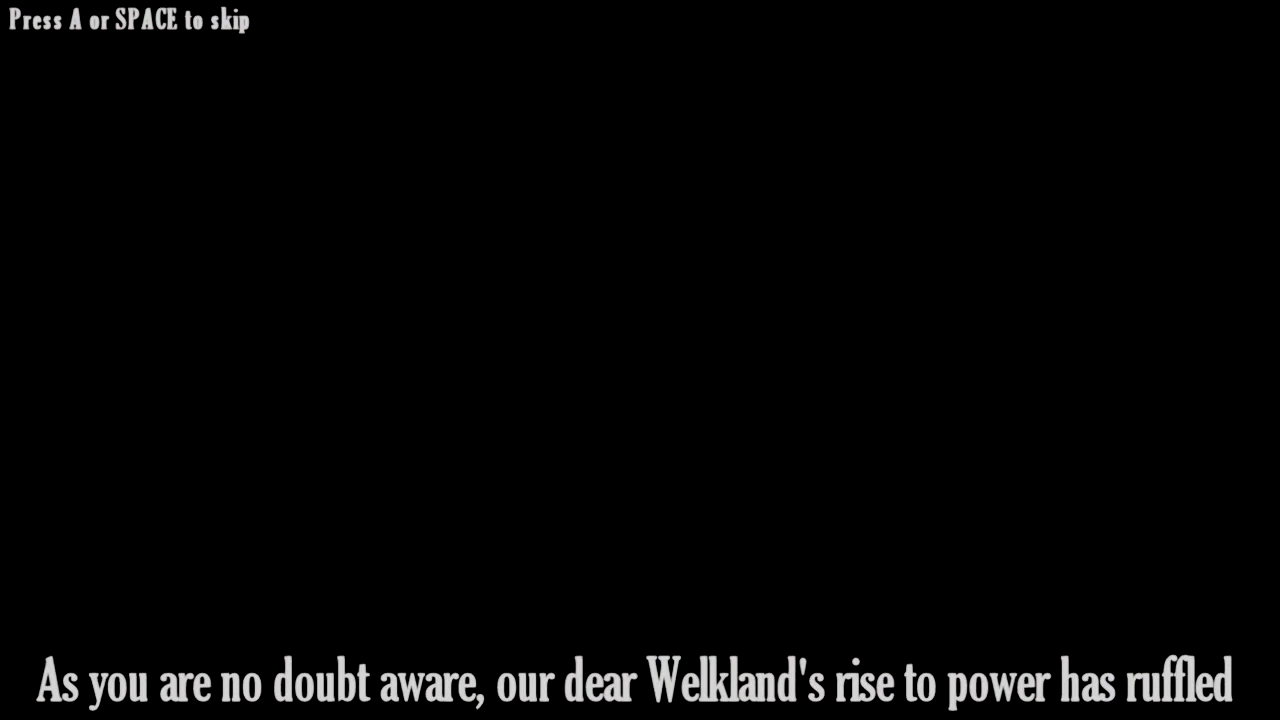 Press A or SPACE to skip
As you are no doubt aware, our dear Welkland's rise to power has ruffled